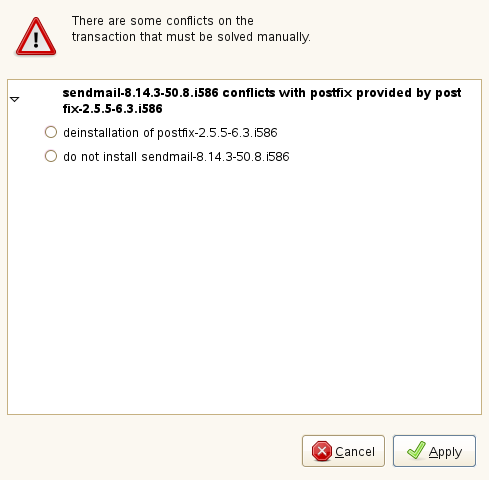 There are some conflicts on the
transaction that must be solved manually.
sendmail-8.14.3-50.8.i586 conflicts with postfix provided by post
fix-2.5.5-6.3.i586
deinstallation of postfix-2.5.5-6.3.i586
do not install sendmail-8.14.3-50.8.i586
Cancel
Apply